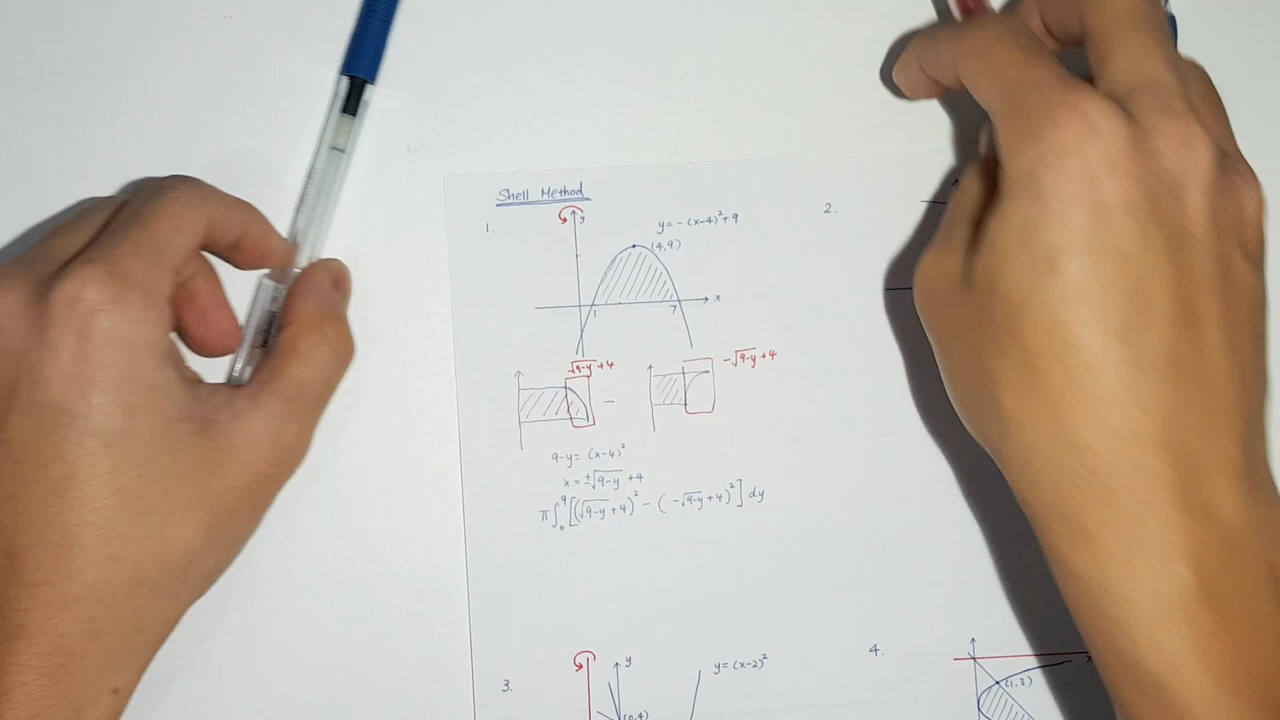 Shell Method
1.
y
y=-(x-4)²+9
(4,9)
x
1
7
√9-y +4
-
-√9-y +4
9-y= (x-4)²
x=±√9-y +4
π∫₀⁹[(√9-y +4)² - (-√9-y +4)²] dy
2.
3.
y
y=(x-2)²
(0,4)
4.
(1,3)